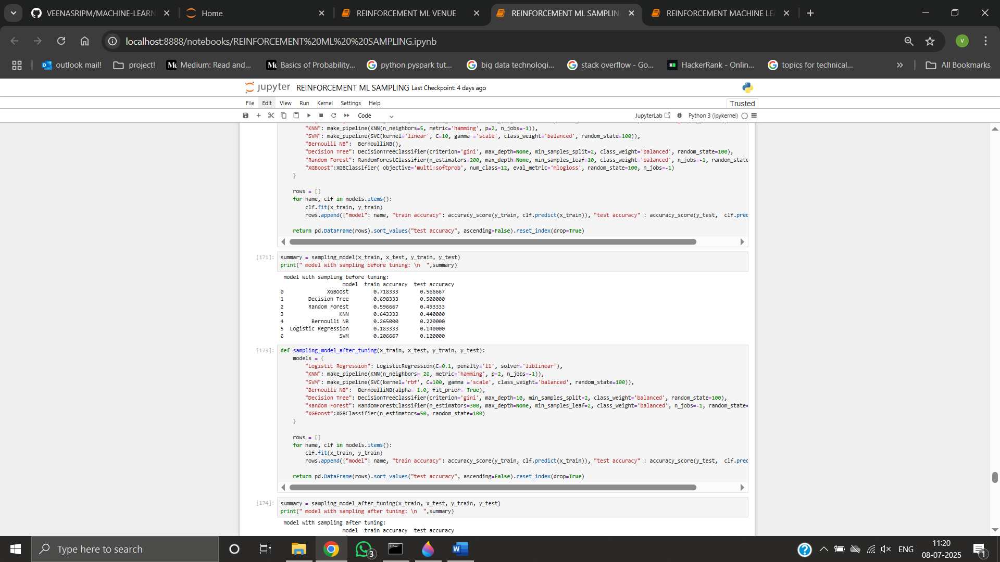 VEENASRIPM/MACHINE-LEARN
Home
REINFORCEMENT ML VENUE
REINFORCEMENT ML SAMPLIN
REINFORCEMENT MACHINE LE
localhost:8888/notebooks/REINFORCEMENT%20ML%20%20SAMPLING.ipynb
V
outlook mail!
project!
Medium: Read and...
Basics of Probability...
python pyspark tut...
big data technologi...
stack overflow - Go...
HackerRank - Onlin...
topics for technical...
All Bookmarks
jupyter REINFORCEMENT ML SAMPLING Last Checkpoint: 4 days ago
File Edit View Run Kernel Settings Help
Trusted
Code
JupyterLab
Python 3 (ipykernel)
"KNN": make_pipeline(KNN(n_neighbors=5, metric='hamming', p=2, n_jobs=-1)),
"SVM": make_pipeline(SVC(kernel='linear', C=10, gamma ='scale', class_weight='balanced', random_state=100)),
"Bernoulli NB":  BernoulliNB(),
"Decision Tree": DecisionTreeClassifier(criterion='gini', max_depth=None, min_samples_split=2, class_weight='balanced', random_state=100),
"Random Forest": RandomForestClassifier(n_estimators=200, max_depth=None, min_samples_leaf=10, class_weight='balanced', n_jobs=-1, random_state
"XGBoost":XGBClassifier( objective='multi:softprob', num_class=12, eval_metric='mlogloss', random_state=100, n_jobs=-1)
}
rows = []
for name, clf in models.items():
clf.fit(x_train, y_train)
rows.append({"model": name, "train accuracy": accuracy_score(y_train, clf.predict(x_train)), "test accuracy" : accuracy_score(y_test,  clf.pred
return pd.DataFrame(rows).sort_values("test accuracy", ascending=False).reset_index(drop=True)
[171]: summary = sampling_model(x_train, x_test, y_train, y_test)
print(" model with sampling before tuning: \n  ",summary)
model with sampling before tuning:
model  train accuracy  test accuracy
0 XGBoost 0.718333 0.566667
1 Decision Tree 0.698333 0.500000
2 Random Forest 0.596667 0.493333
3 KNN 0.643333 0.440000
4 Bernoulli NB 0.265000 0.220000
5 Logistic Regression 0.183333 0.140000
6 SVM 0.206667 0.120000
[173]: def sampling_model_after_tuning(x_train, x_test, y_train, y_test):
models = {
"Logistic Regression": LogisticRegression(C=0.1, penalty='l1', solver='liblinear'),
"KNN": make_pipeline(KNN(n_neighbors= 26, metric='hamming', p=2, n_jobs=-1)),
"SVM": make_pipeline(SVC(kernel='rbf', C=100, gamma ='scale', class_weight='balanced', random_state=100)),
"Bernoulli NB":  BernoulliNB(alpha= 1.0, fit_prior= True),
"Decision Tree": DecisionTreeClassifier(criterion='gini', max_depth=10, min_samples_split=2, class_weight='balanced', random_state=100),
"Random Forest": RandomForestClassifier(n_estimators=300, max_depth=None, min_samples_leaf=2, class_weight='balanced', n_jobs=-1, random_state=
"XGBoost":XGBClassifier(n_estimators=50, random_state=100)
}
rows = []
for name, clf in models.items():
clf.fit(x_train, y_train)
rows.append({"model": name, "train accuracy": accuracy_score(y_train, clf.predict(x_train)), "test accuracy" : accuracy_score(y_test,  clf.pred
return pd.DataFrame(rows).sort_values("test accuracy", ascending=False).reset_index(drop=True)
[174]: summary = sampling_model_after_tuning(x_train, x_test, y_train, y_test)
print(" model with sampling after tuning: \n  ",summary)
model with sampling after tuning:
model  train accuracy  test accuracy
Type here to search
3
ENG
11:20
08-07-2025
1